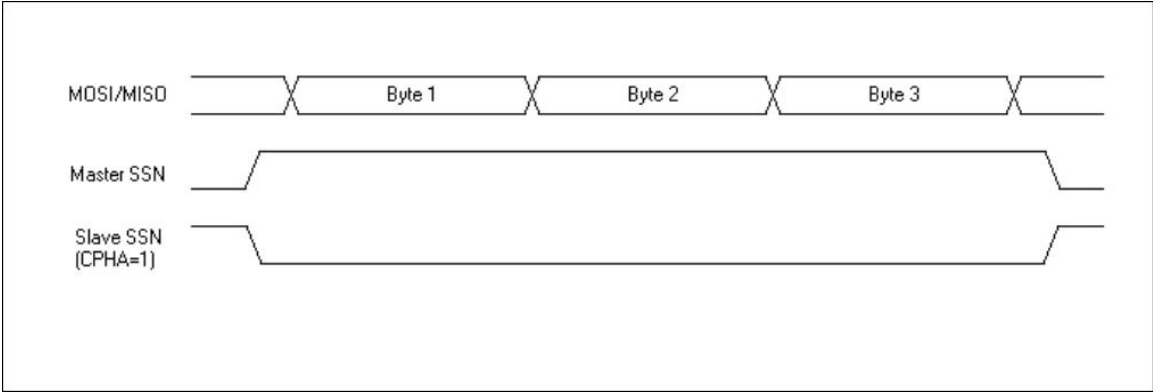 MOSI/MISO
Byte 1
Byte 2
Byte 3
Master SSN
Slave SSN
(CPHA=1)